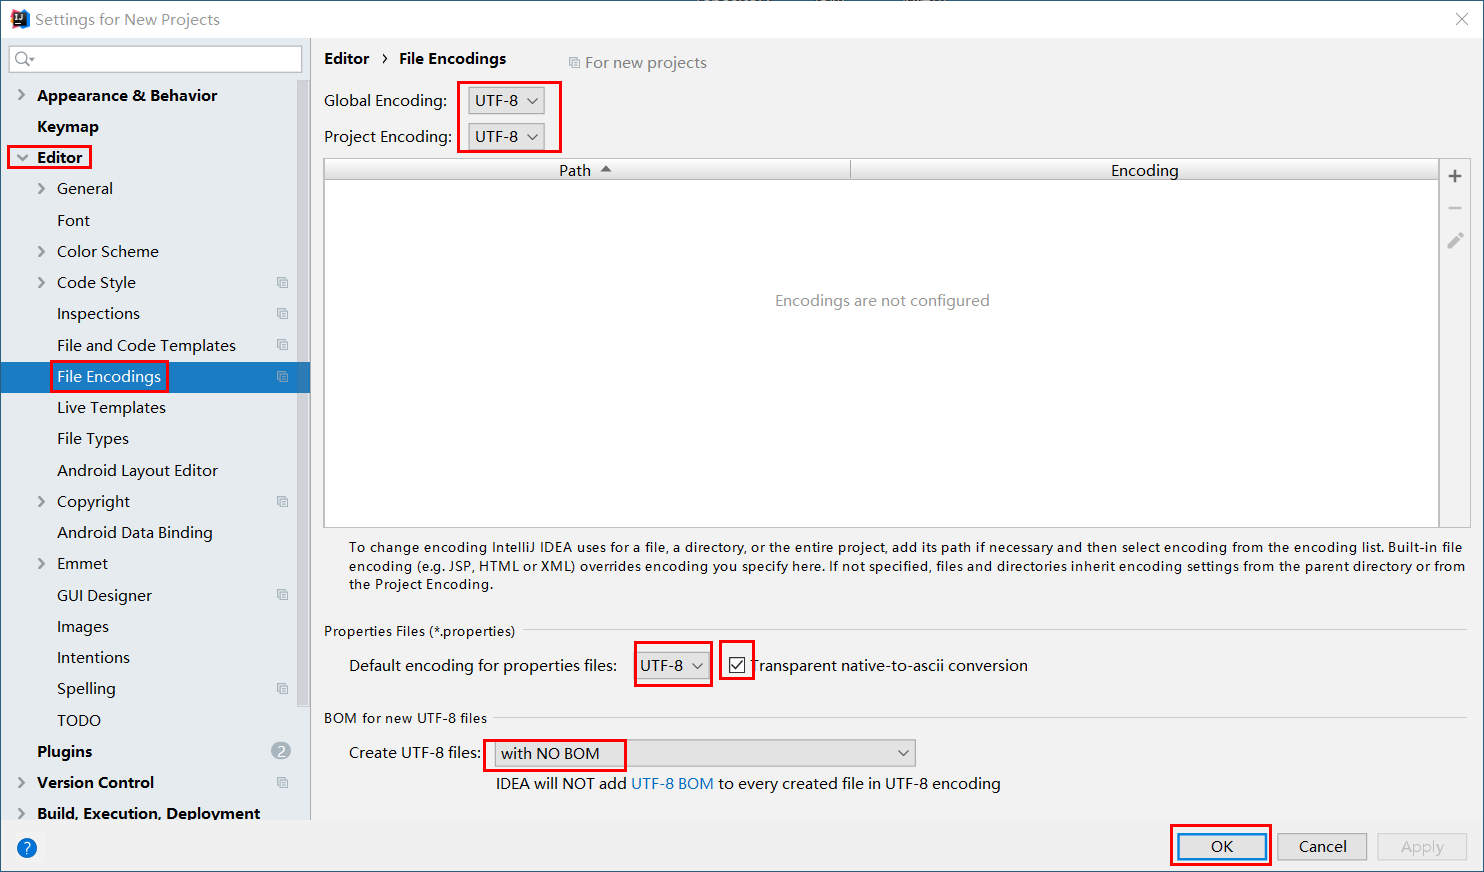 Settings for New Projects
Appearance & Behavior
Keymap
Editor
General
Font
Color Scheme
Code Style
Inspections
File and Code Templates
File Encodings
Live Templates
File Types
Android Layout Editor
Copyright
Android Data Binding
Emmet
GUI Designer
Images
Intentions
Spelling
TODO
Plugins 2
Version Control
Build, Execution, Deployment
?
Editor › File Encodings For new projects
Global Encoding: UTF-8
Project Encoding: UTF-8
Path Encoding
Encodings are not configured
To change encoding IntelliJ IDEA uses for a file, a directory, or the entire project, add its path if necessary and then select encoding from the encoding list. Built-in file
encoding (e.g. JSP, HTML or XML) overrides encoding you specify here. If not specified, files and directories inherit encoding settings from the parent directory or from
the Project Encoding.
Properties Files (*.properties)
Default encoding for properties files: UTF-8 Transparent native-to-ascii conversion
BOM for new UTF-8 files
Create UTF-8 files: with NO BOM
IDEA will NOT add UTF-8 BOM to every created file in UTF-8 encoding
OK Cancel Apply